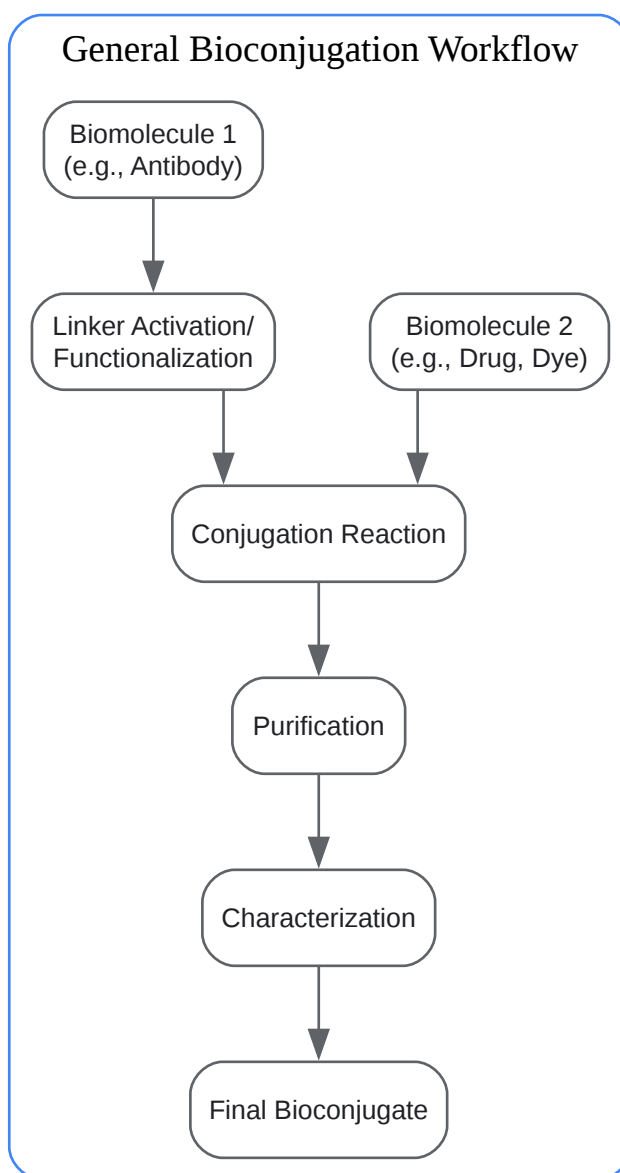 General Bioconjugation Workflow
Biomolecule 1
(e.g., Antibody)
Linker Activation/
Functionalization
Biomolecule 2
(e.g., Drug, Dye)
Conjugation Reaction
Purification
Characterization
Final Bioconjugate